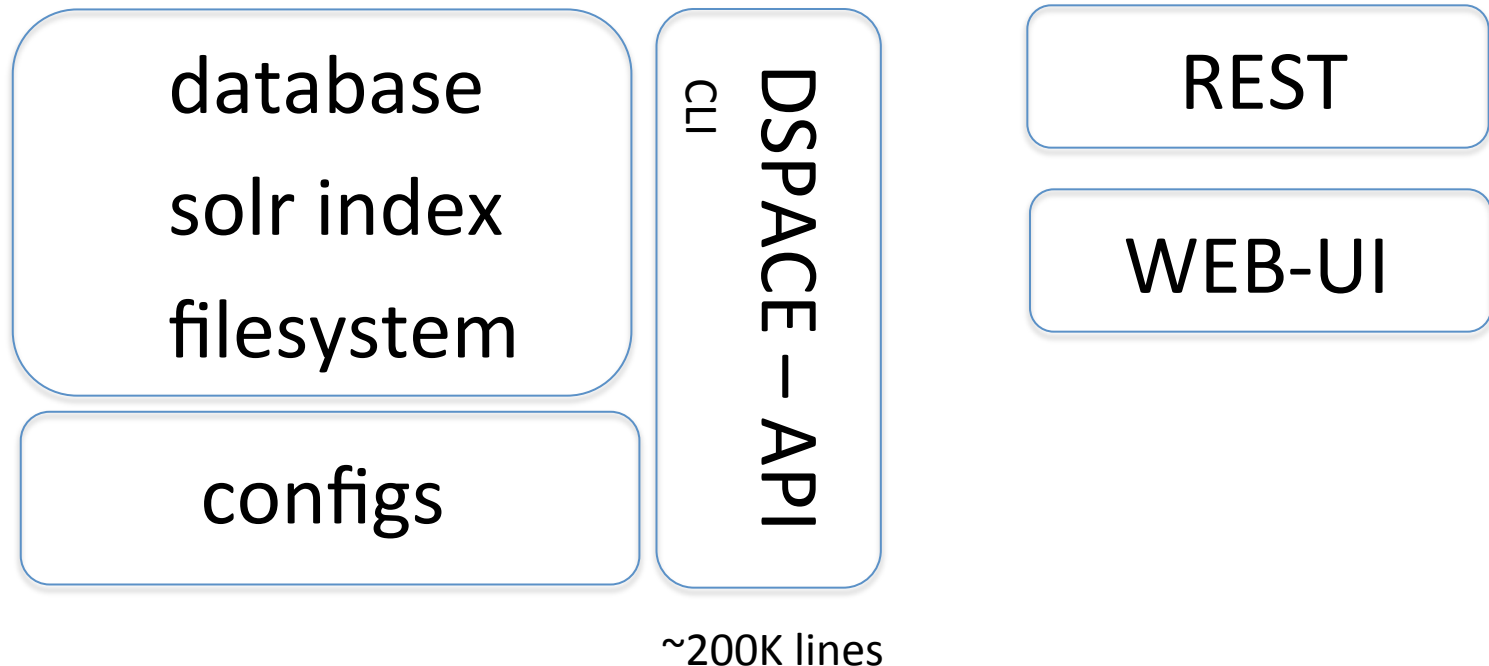 database
solr index
filesystem
configs
DSPACE – API
CLI
~200K lines
REST
WEB-UI